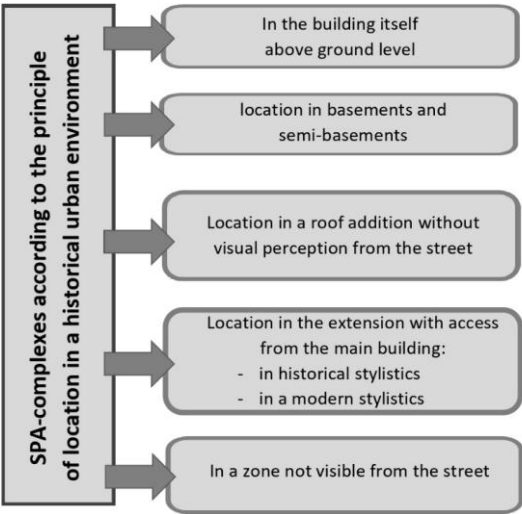 SPA-complexes according to the principle
of location in a historical urban environment
In the building itself
above ground level
location in basements and
semi-basements
Location in a roof addition without
visual perception from the street
Location in the extension with access
from the main building:
- in historical stylistics
- in a modern stylistics
In a zone not visible from the street